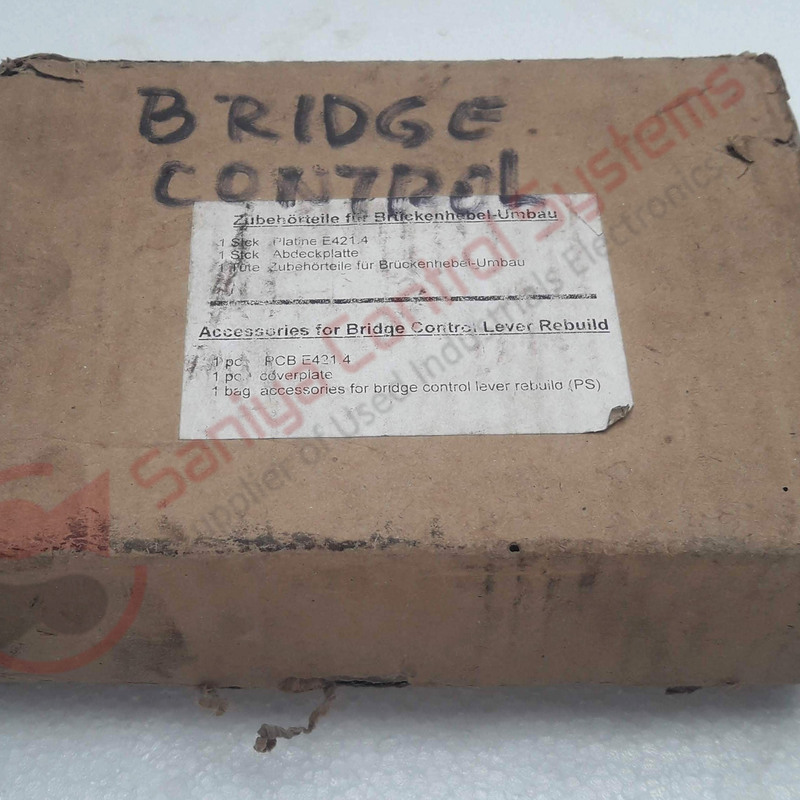 BRIDGE
CONTROL
Zubehörteile für Brückenhebel-Umbau
1 Stck Platine E421.4
1 Stck Abdeckplatte
1 Tüte Zubehörteile für Brückenhebel-Umbau
Accessories for Bridge Control Lever Rebuild
1 pc. PCB E421.4
1 pc. coverplate
1 bag accessories for bridge control lever rebuild (PS)
Saniya Control Systems
Supplier of Used Industrials Electronics